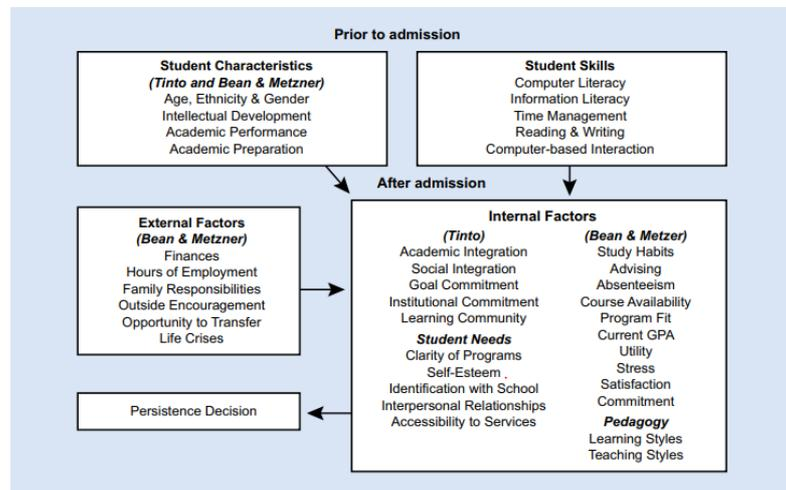 Prior to admission
Student Characteristics
(Tinto and Bean & Metzner)
Age, Ethnicity & Gender
Intellectual Development
Academic Performance
Academic Preparation
Student Skills
Computer Literacy
Information Literacy
Time Management
Reading & Writing
Computer-based Interaction
After admission
External Factors
(Bean & Metzner)
Finances
Hours of Employment
Family Responsibilities
Outside Encouragement
Opportunity to Transfer
Life Crises
Internal Factors
(Tinto)
Academic Integration
Social Integration
Goal Commitment
Institutional Commitment
Learning Community
Student Needs
Clarity of Programs
Self-Esteem
Identification with School
Interpersonal Relationships
Accessibility to Services
(Bean & Metzer)
Study Habits
Advising
Absenteeism
Course Availability
Program Fit
Current GPA
Utility
Stress
Satisfaction
Commitment
Pedagogy
Learning Styles
Teaching Styles
Persistence Decision